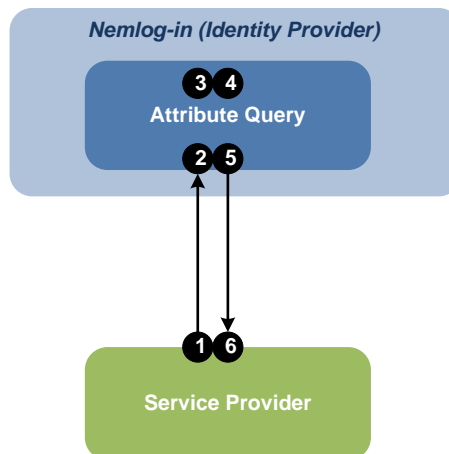 Nemlog-in (Identity Provider)
3 4
Attribute Query
2 5
1 6
Service Provider